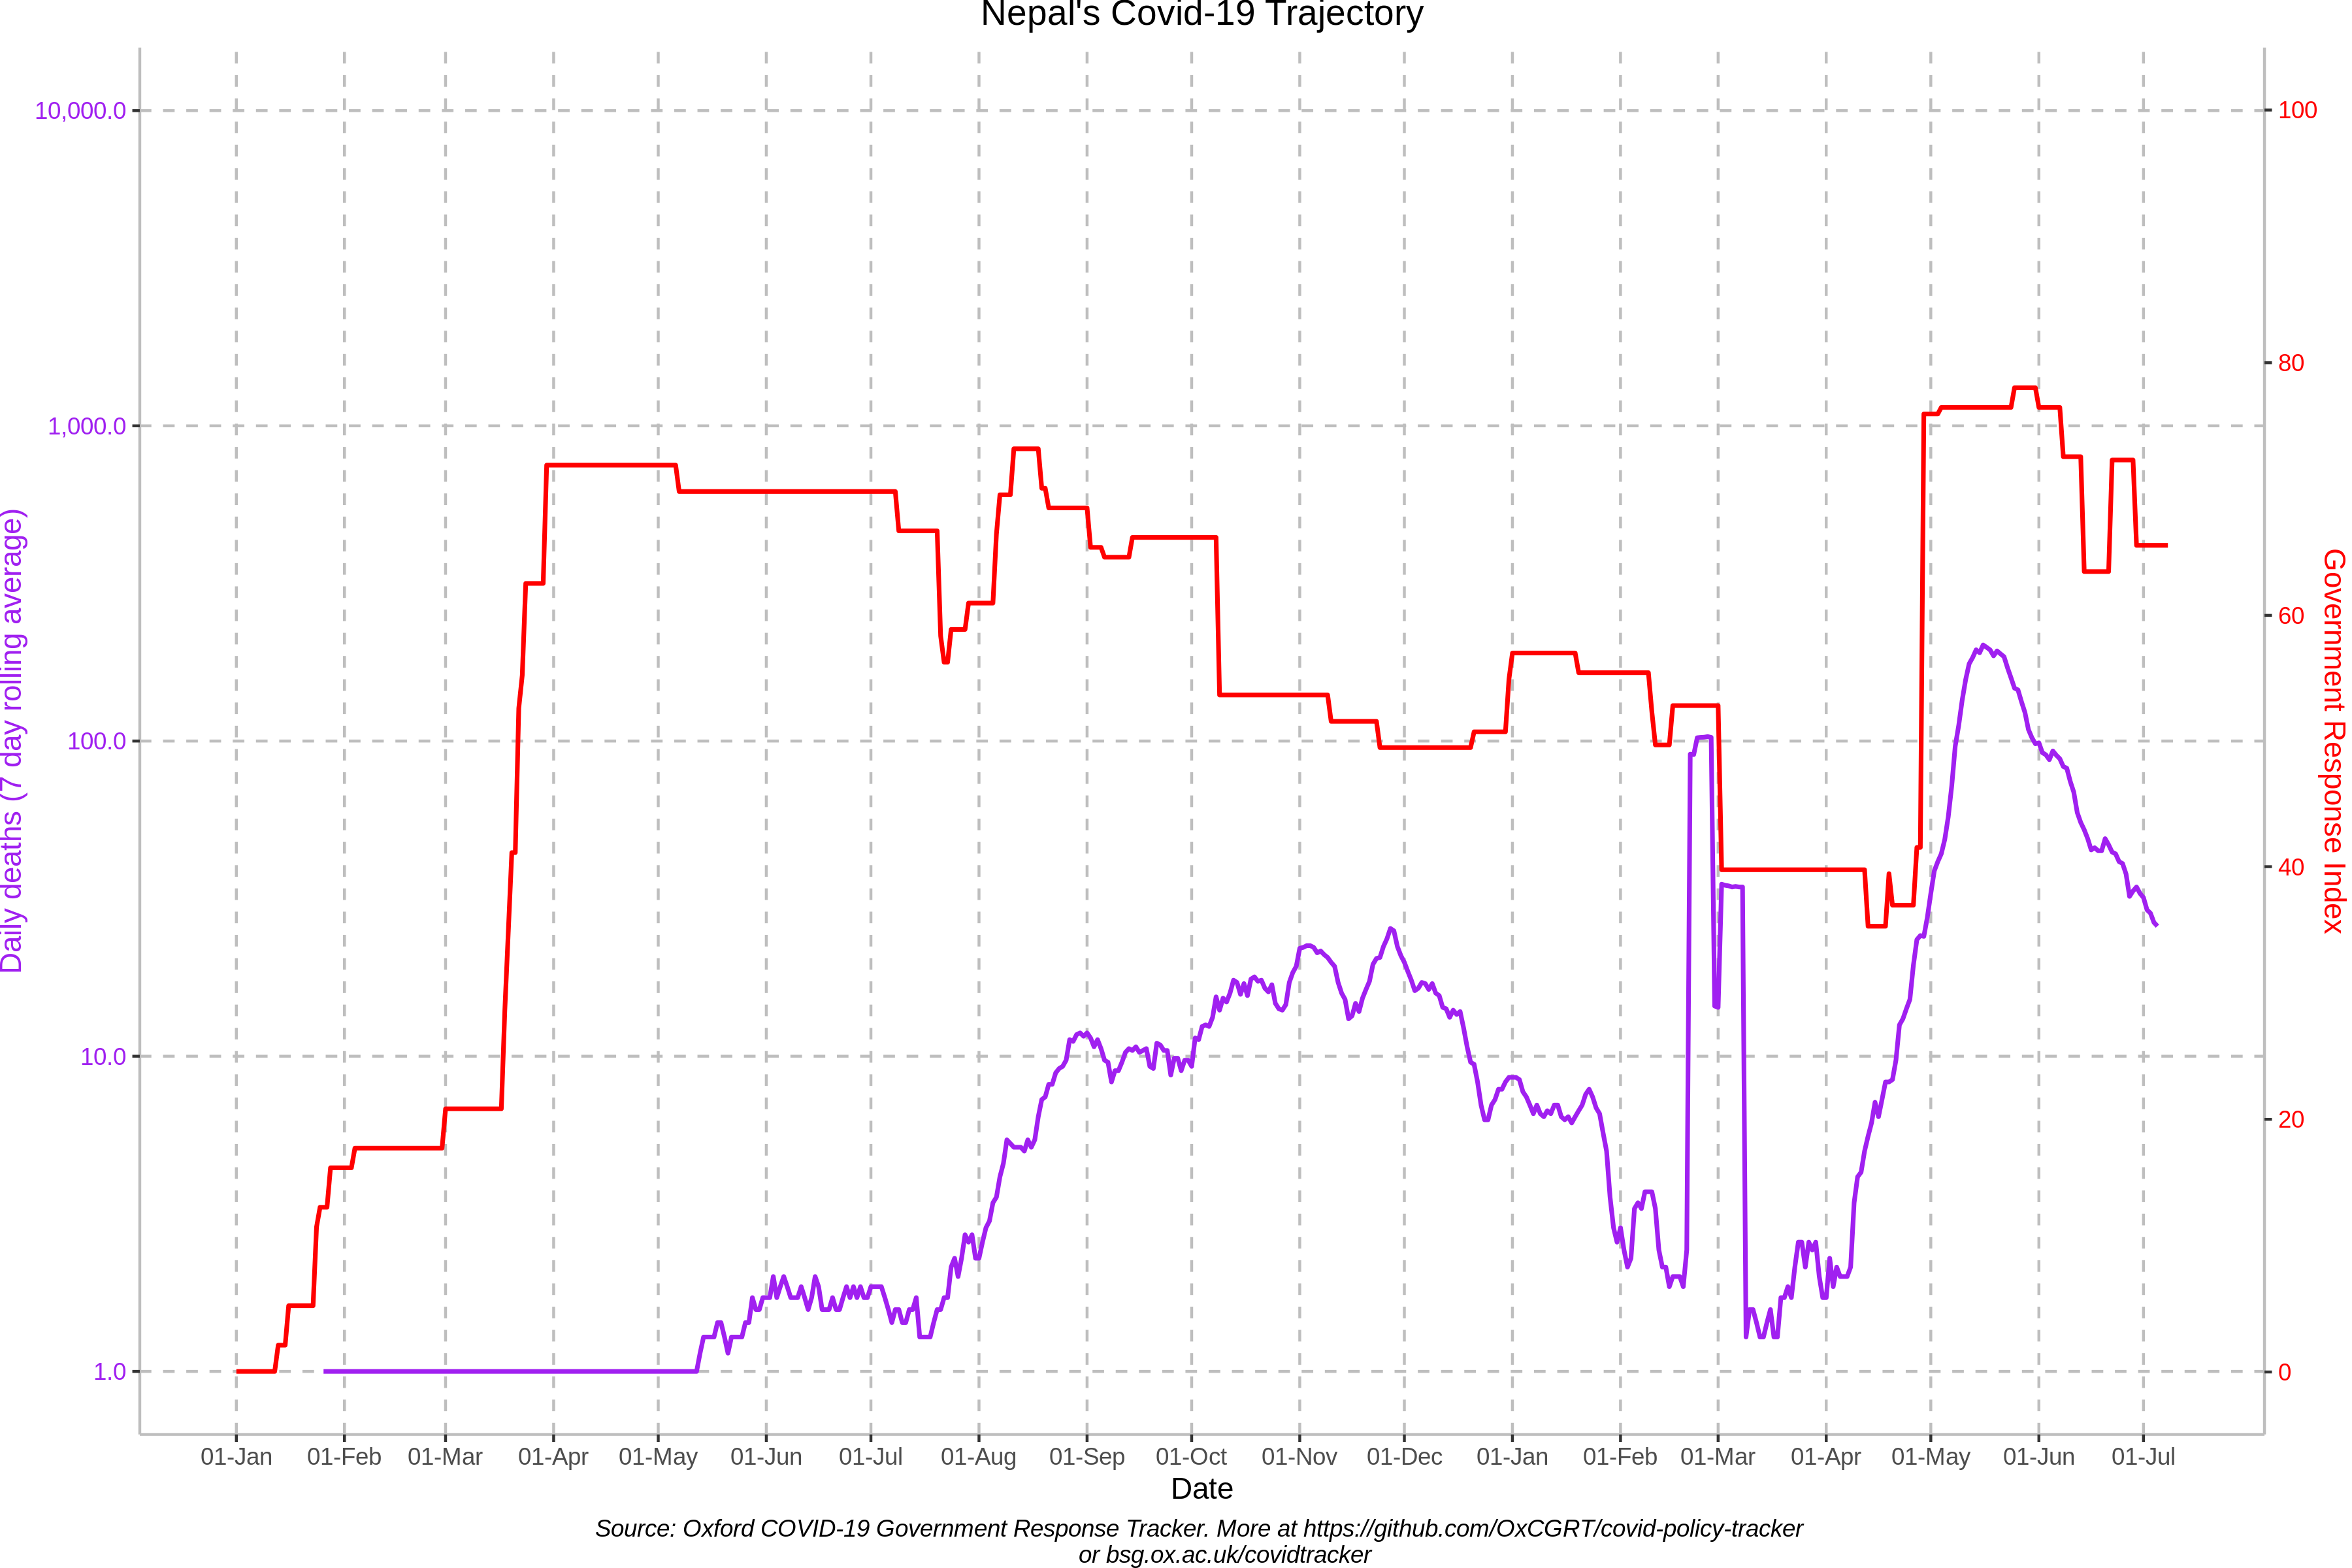 Nepal's Covid-19 Trajectory
10,000.0
1,000.0
100.0
10.0
1.0
Daily deaths (7 day rolling average)
100
80
60
40
20
0
Government Response Index
01-Jan 01-Feb 01-Mar 01-Apr 01-May 01-Jun 01-Jul 01-Aug 01-Sep 01-Oct 01-Nov 01-Dec 01-Jan 01-Feb 01-Mar 01-Apr 01-May 01-Jun 01-Jul
Date
Source: Oxford COVID-19 Government Response Tracker. More at https://github.com/OxCGRT/covid-policy-tracker
or bsg.ox.ac.uk/covidtracker